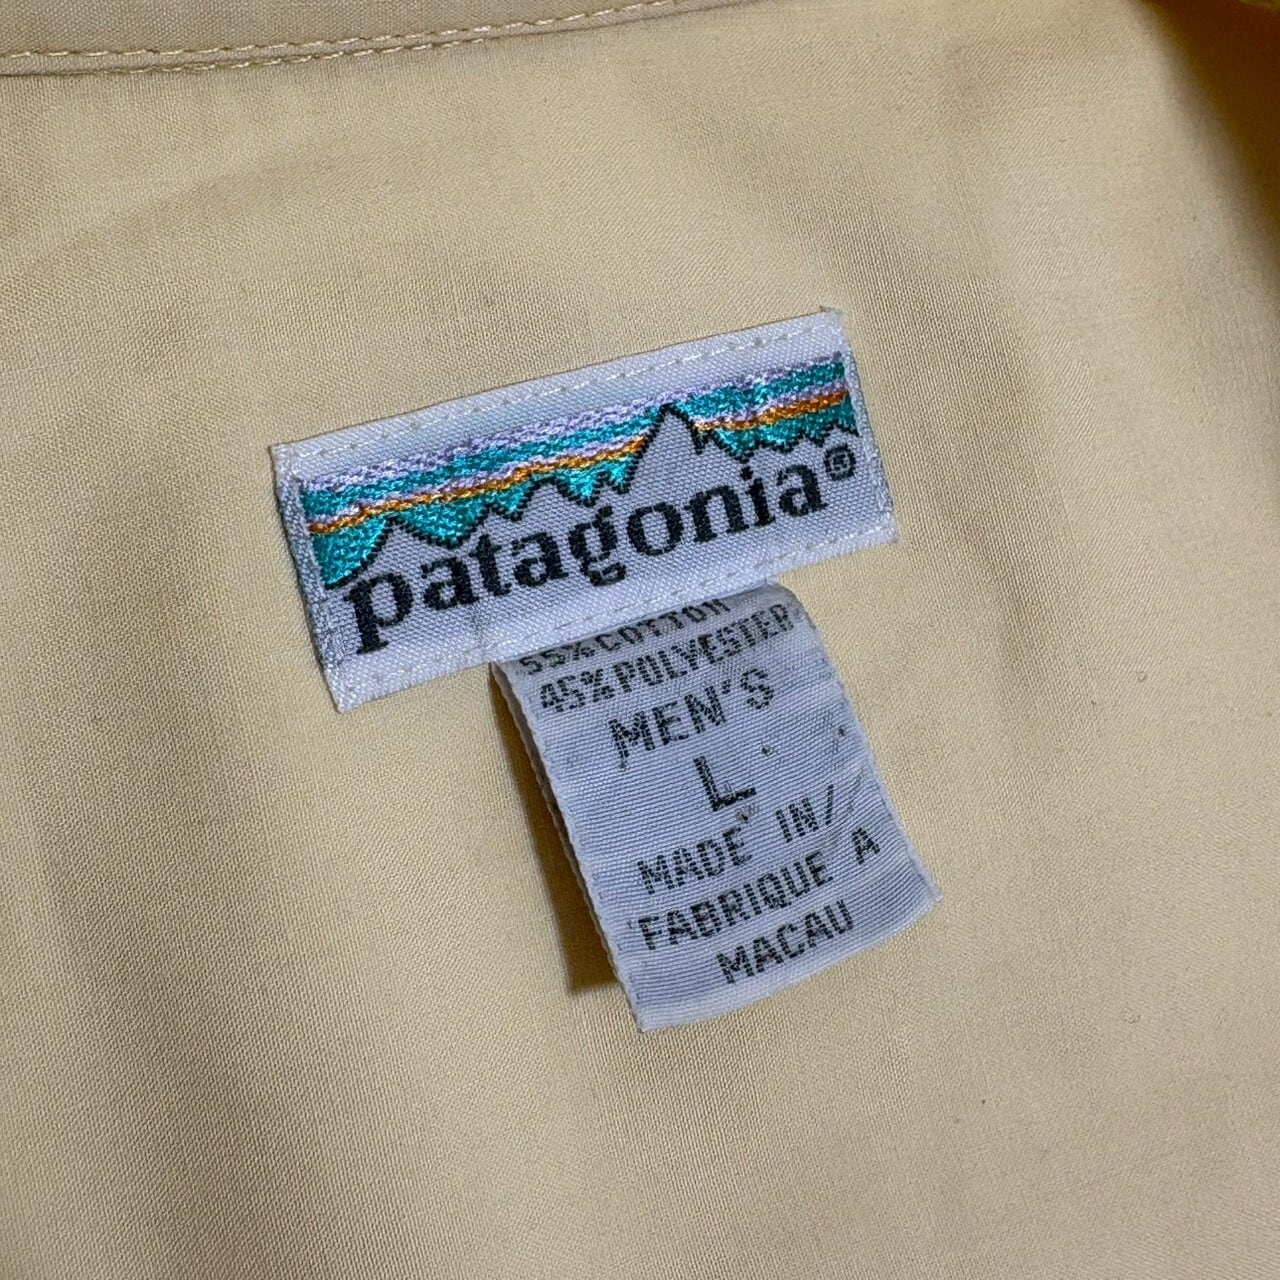 patagonia®
55%COTTON
45%POLYESTER
MEN'S
L
MADE IN/
FABRIQUE A
MACAU